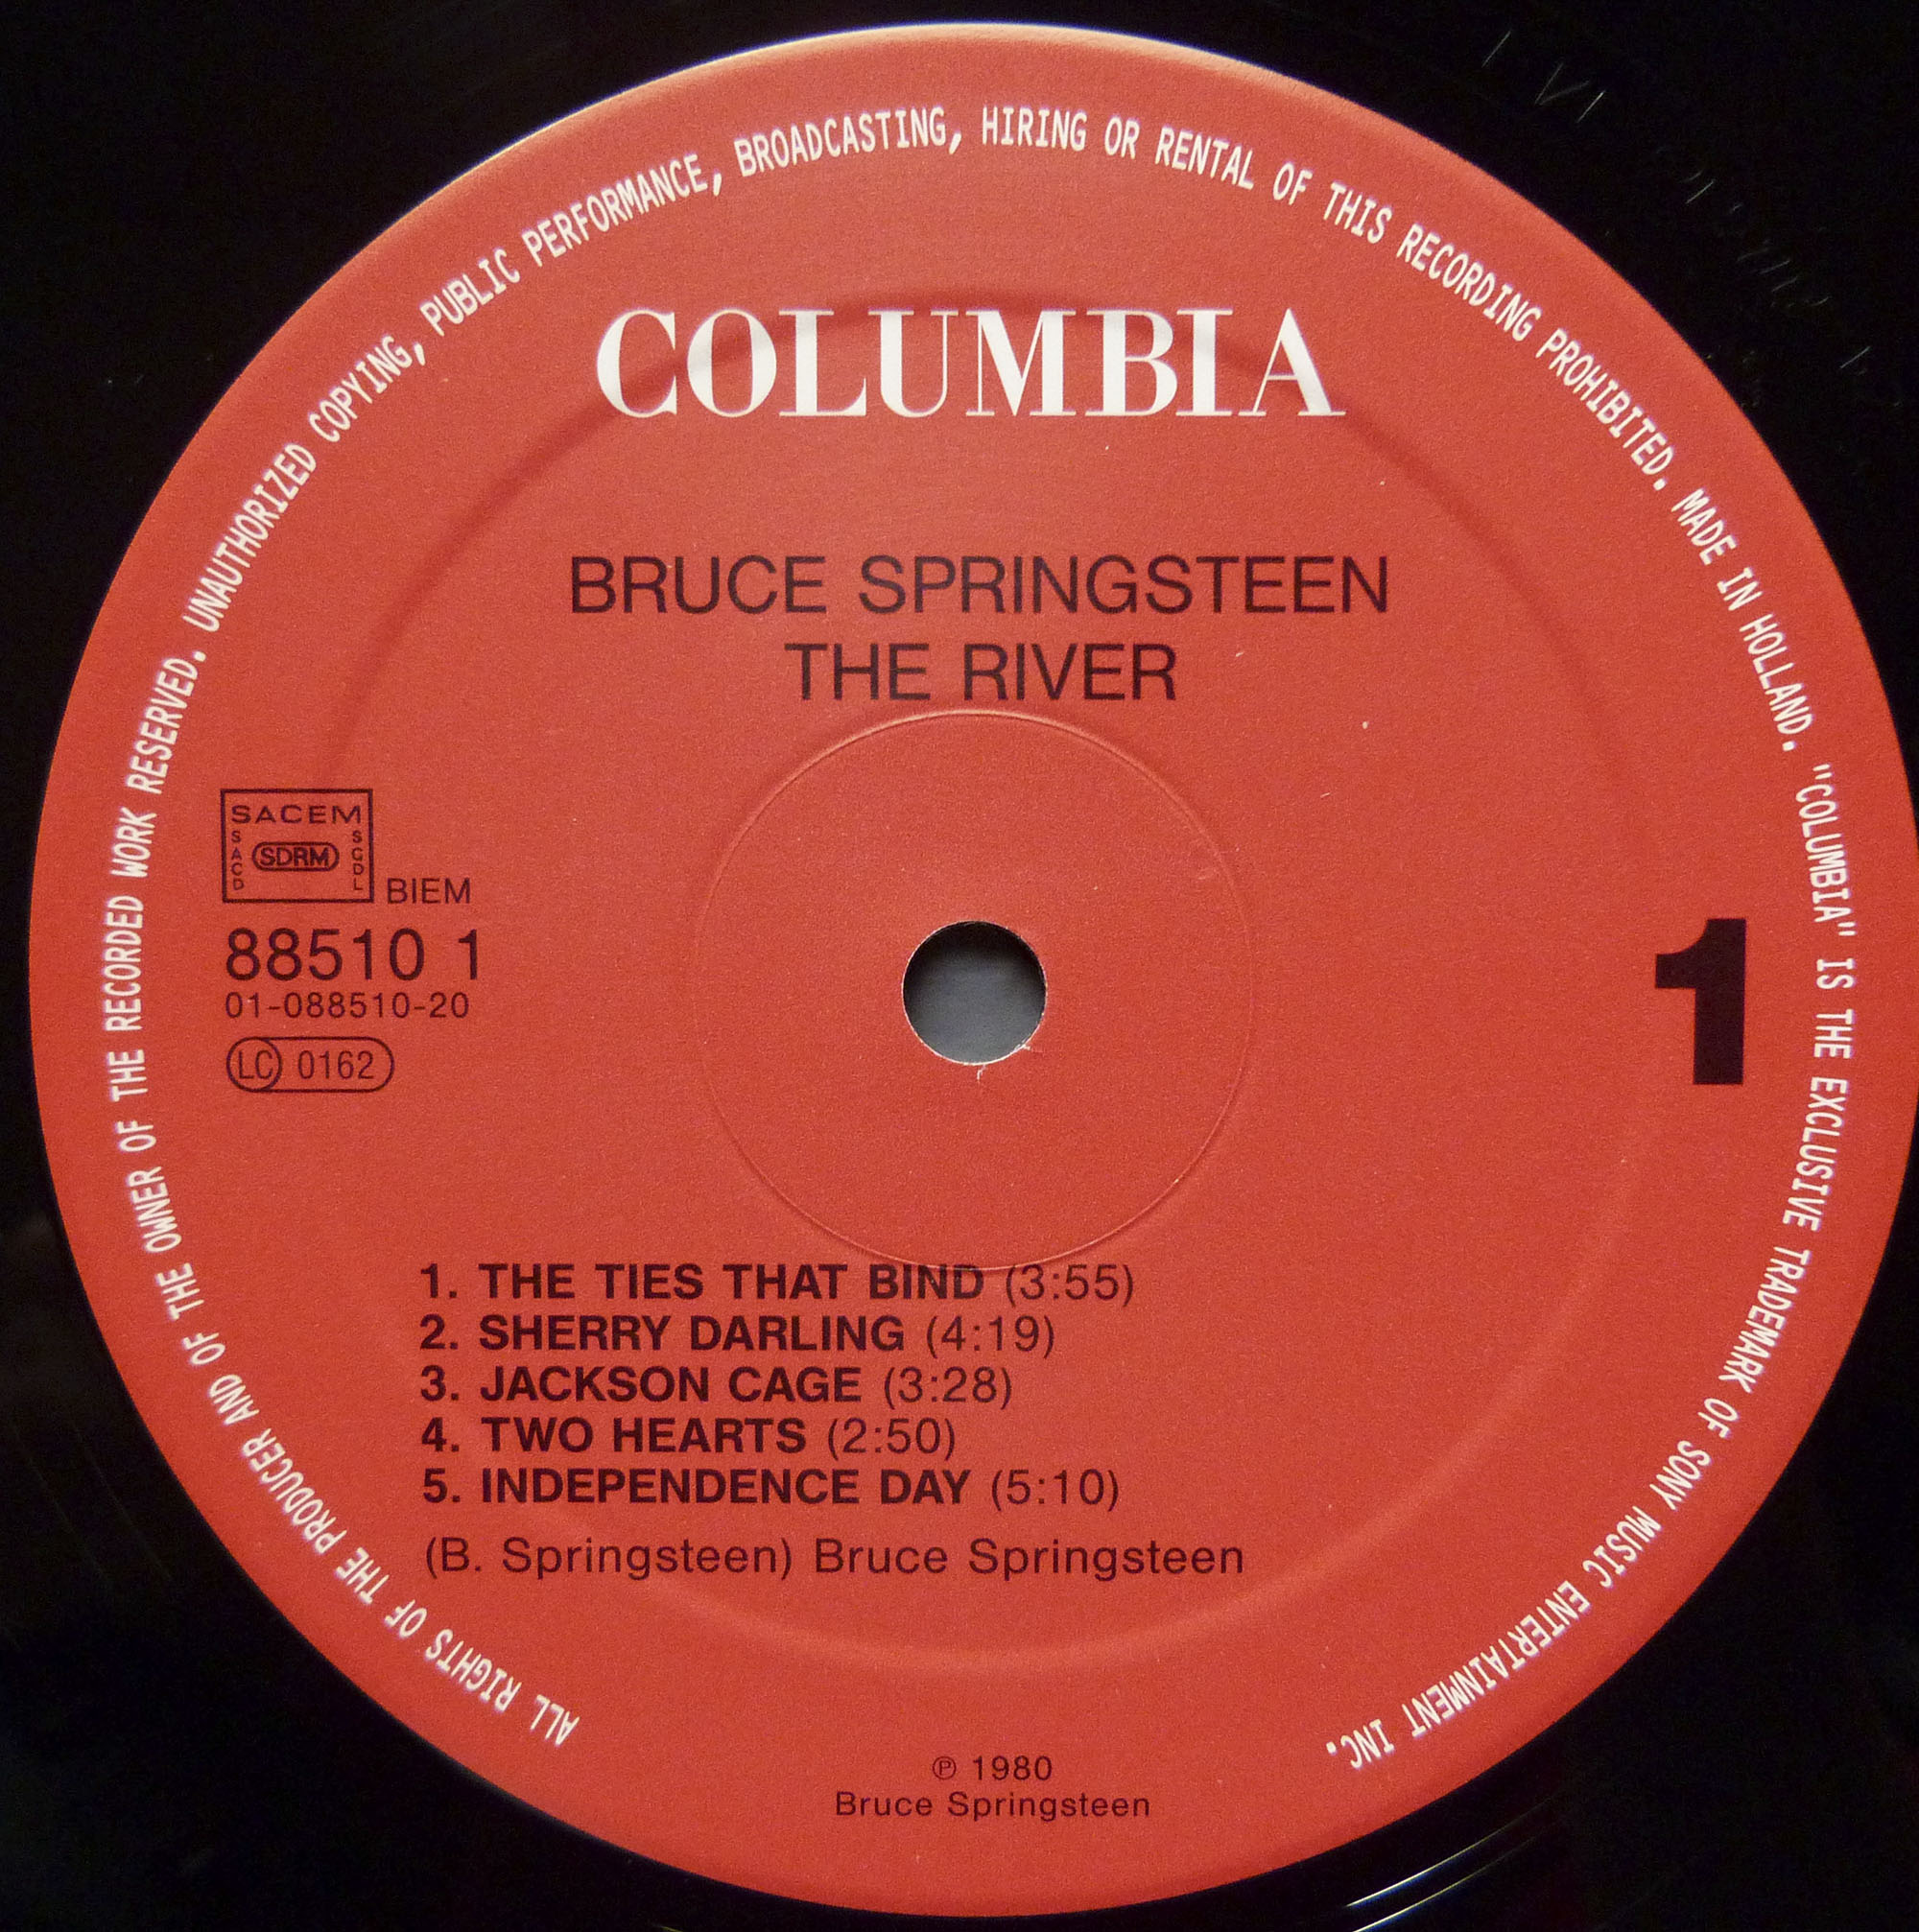 ALL RIGHTS OF THE PRODUCER AND OF THE OWNER OF THE RECORDED WORK RESERVED. UNAUTHORIZED COPYING, PUBLIC PERFORMANCE, BROADCASTING, HIRING OR RENTAL OF THIS RECORDING PROHIBITED. MADE IN HOLLAND. "COLUMBIA" IS THE EXCLUSIVE TRADEMARK OF SONY MUSIC ENTERTAINMENT INC.
COLUMBIA
BRUCE SPRINGSTEEN
THE RIVER
SACEM
SACD
SDRM
SGDL
BIEM
88510 1
01-088510-20
LC 0162
1
1. THE TIES THAT BIND (3:55)
2. SHERRY DARLING (4:19)
3. JACKSON CAGE (3:28)
4. TWO HEARTS (2:50)
5. INDEPENDENCE DAY (5:10)
(B. Springsteen) Bruce Springsteen
℗ 1980
Bruce Springsteen